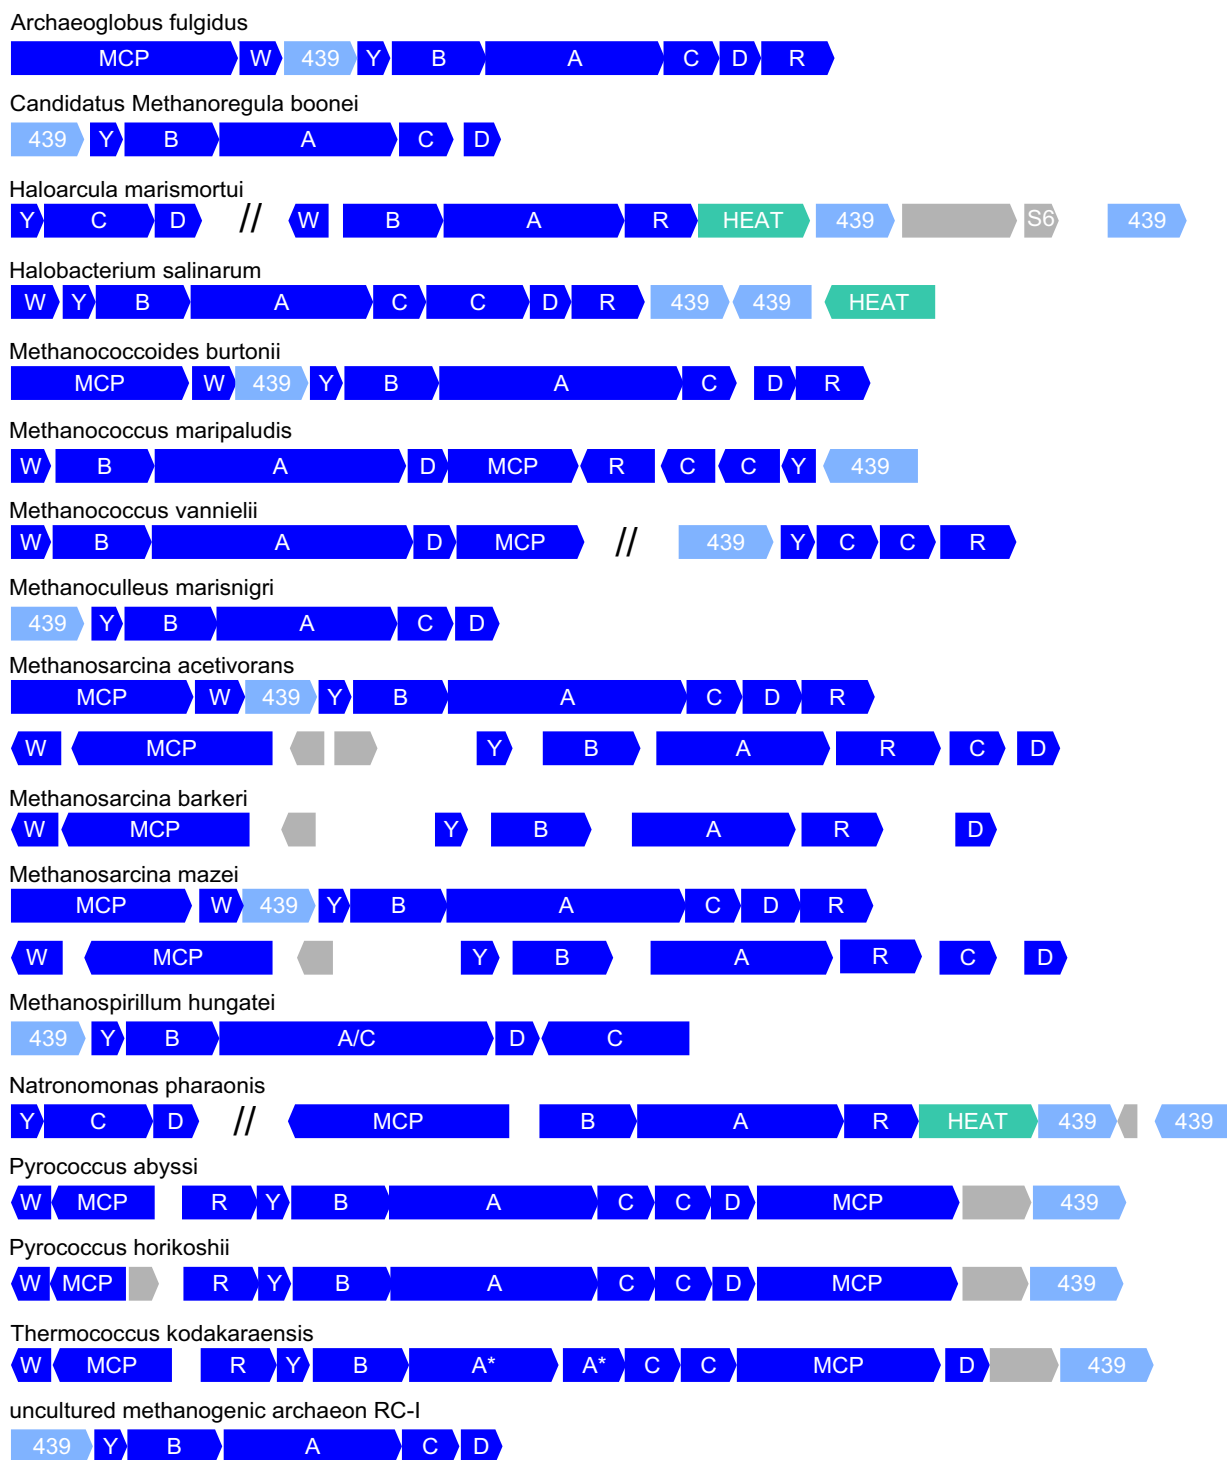 Archaeoglobus fulgidus
MCP W 439 Y B A C D R
Candidatus Methanoregula boonei
439 Y B A C D
Haloarcula marismortui
Y C D // W B A R HEAT 439 S6 439
Halobacterium salinarum
W Y B A C C D R 439 439 HEAT
Methanococcoides burtonii
MCP W 439 Y B A C D R
Methanococcus maripaludis
W B A D MCP R C C Y 439
Methanococcus vannielii
W B A D MCP // 439 Y C C R
Methanoculleus marisnigri
439 Y B A C D
Methanosarcina acetivorans
MCP W 439 Y B A C D R
W MCP Y B A R C D
Methanosarcina barkeri
W MCP Y B A R D
Methanosarcina mazei
MCP W 439 Y B A C D R
W MCP Y B A R C D
Methanospirillum hungatei
439 Y B A/C D C
Natronomonas pharaonis
Y C D // MCP B A R HEAT 439 439
Pyrococcus abyssi
W MCP R Y B A C C D MCP 439
Pyrococcus horikoshii
W MCP R Y B A C C D MCP 439
Thermococcus kodakaraensis
W MCP R Y B A* A* C C MCP D 439
uncultured methanogenic archaeon RC-I
439 Y B A C D